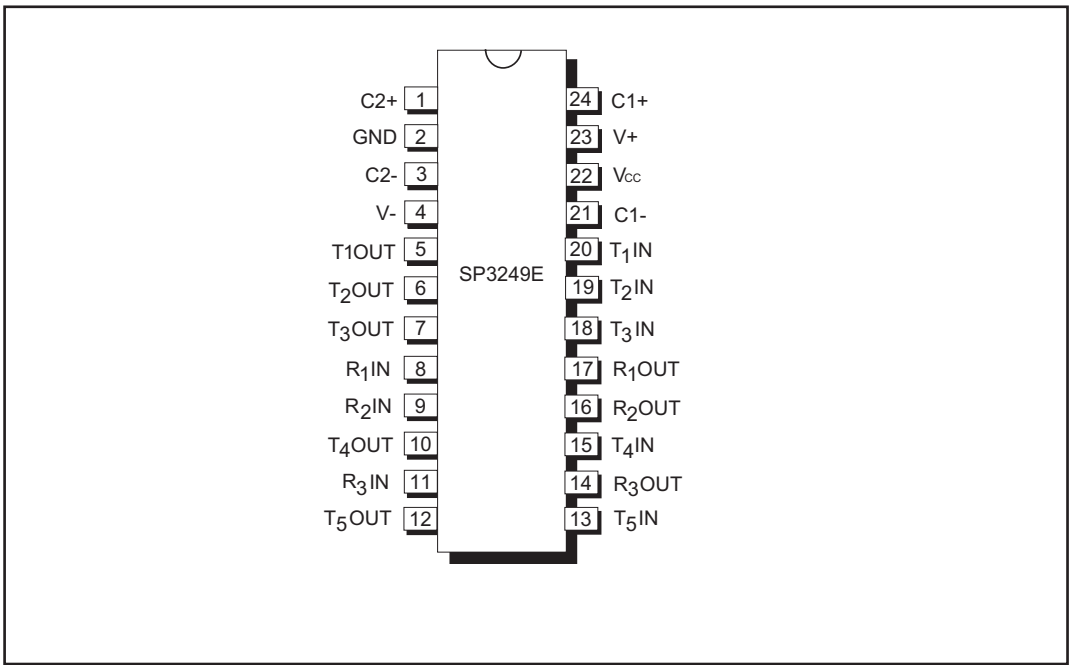 C2+ 1 24 C1+
GND 2 23 V+
C2- 3 22 Vcc
V- 4 21 C1-
T1OUT 5 20 T1IN
SP3249E
T2OUT 6 19 T2IN
T3OUT 7 18 T3IN
R1IN 8 17 R1OUT
R2IN 9 16 R2OUT
T4OUT 10 15 T4IN
R3IN 11 14 R3OUT
T5OUT 12 13 T5IN